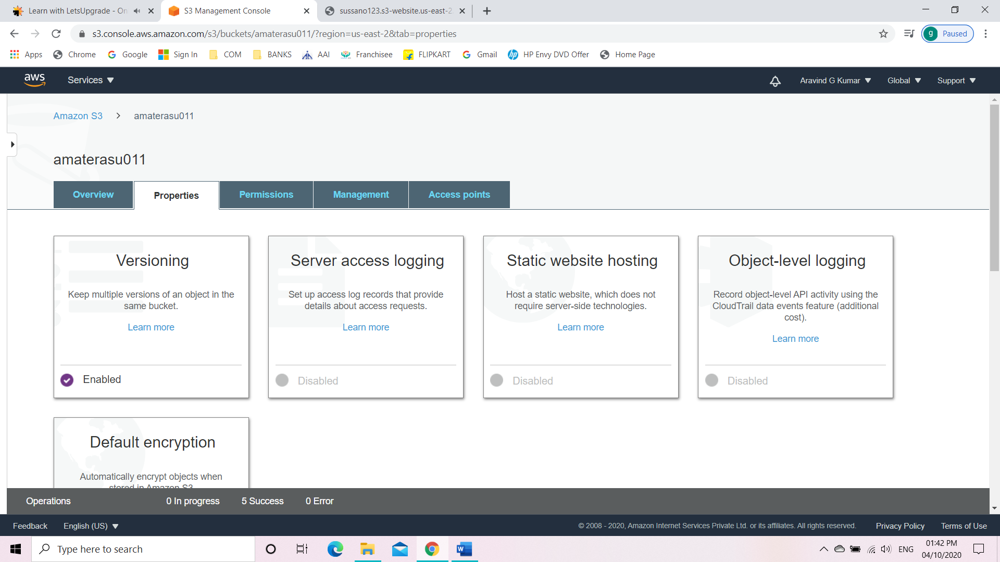 Learn with LetsUpgrade - On
S3 Management Console
sussano123.s3-website.us-east-2
s3.console.aws.amazon.com/s3/buckets/amaterasu011/?region=us-east-2&tab=properties
g Paused
Apps Chrome Google Sign In COM BANKS AAI Franchisee FLIPKART Gmail HP Envy DVD Offer Home Page
aws Services Aravind G Kumar Global Support
Amazon S3 > amaterasu011
amaterasu011
Overview Properties Permissions Management Access points
Versioning
Keep multiple versions of an object in the
same bucket.
Learn more
Enabled
Server access logging
Set up access log records that provide
details about access requests.
Learn more
Disabled
Static website hosting
Host a static website, which does not
require server-side technologies.
Learn more
Disabled
Object-level logging
Record object-level API activity using the
CloudTrail data events feature (additional
cost).
Learn more
Disabled
Default encryption
Automatically encrypt objects when
stored in Amazon S3
Operations 0 In progress 5 Success 0 Error
Feedback English (US) © 2008 - 2020, Amazon Internet Services Private Ltd. or its affiliates. All rights reserved. Privacy Policy Terms of Use
Type here to search
ENG
01:42 PM
04/10/2020